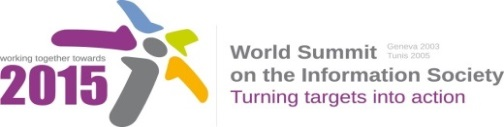 working together towards
2015
World Summit
Geneva 2003
Tunis 2005
on the Information Society
Turning targets into action